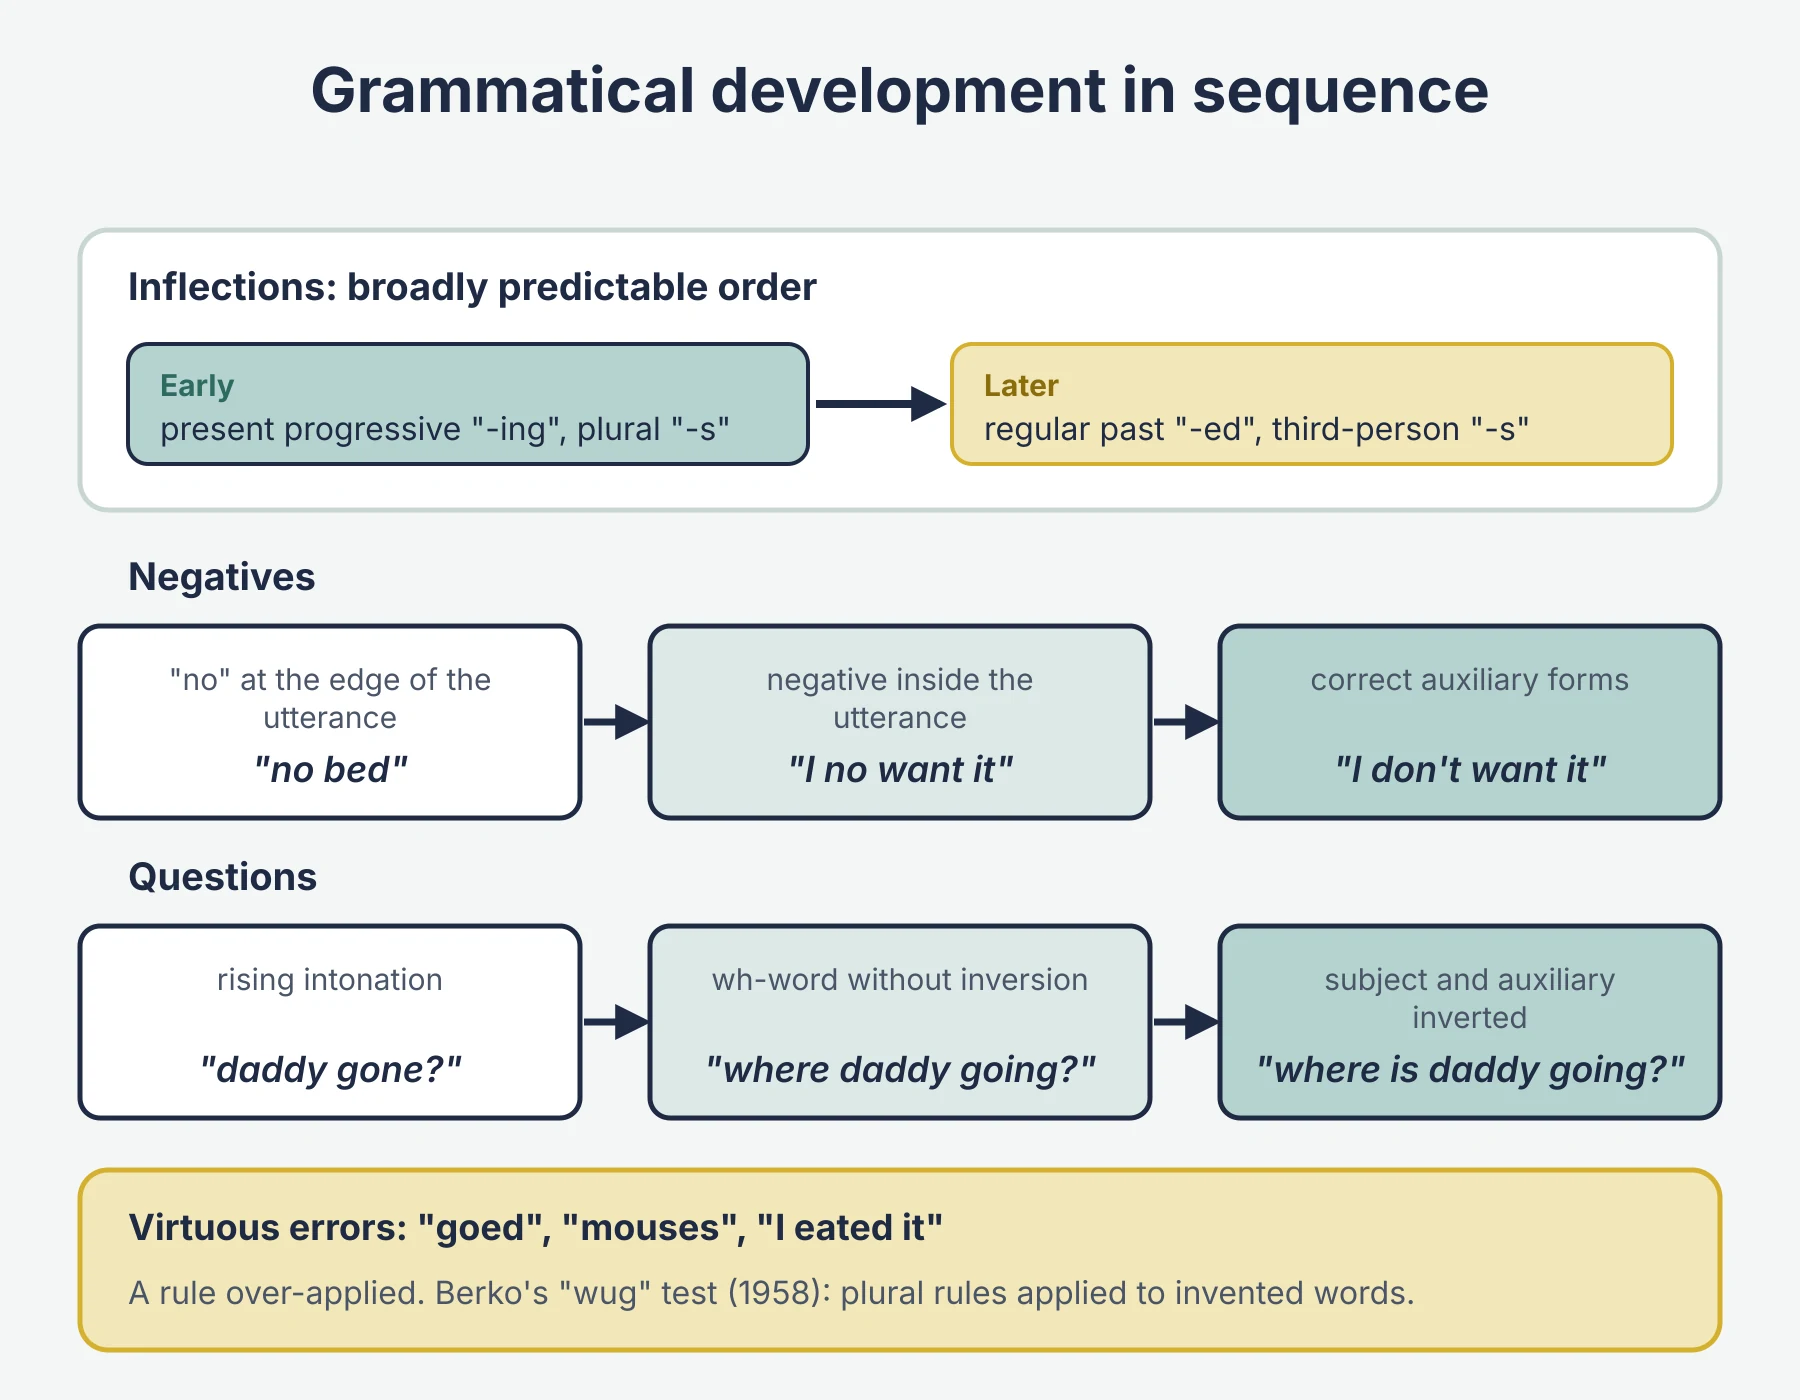 Grammatical development in sequence
Inflections: broadly predictable order
Early
present progressive "-ing", plural "-s"
Later
regular past "-ed", third-person "-s"
Negatives
"no" at the edge of the
utterance
"no bed"
negative inside the
utterance
"I no want it"
correct auxiliary forms
"I don't want it"
Questions
rising intonation
"daddy gone?"
wh-word without inversion
"where daddy going?"
subject and auxiliary
inverted
"where is daddy going?"
Virtuous errors: "goed", "mouses", "I eated it"
A rule over-applied. Berko's "wug" test (1958): plural rules applied to invented words.